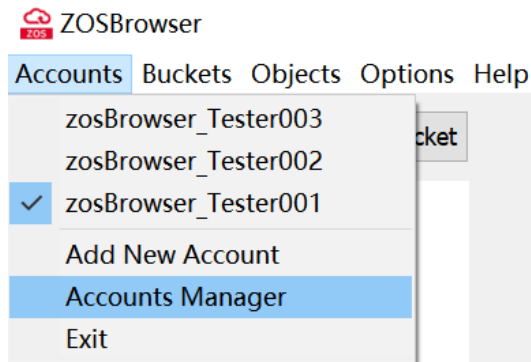 ZOS ZOSBrowser
Accounts Buckets Objects Options Help
zosBrowser_Tester003
cket
zosBrowser_Tester002
zosBrowser_Tester001
Add New Account
Accounts Manager
Exit